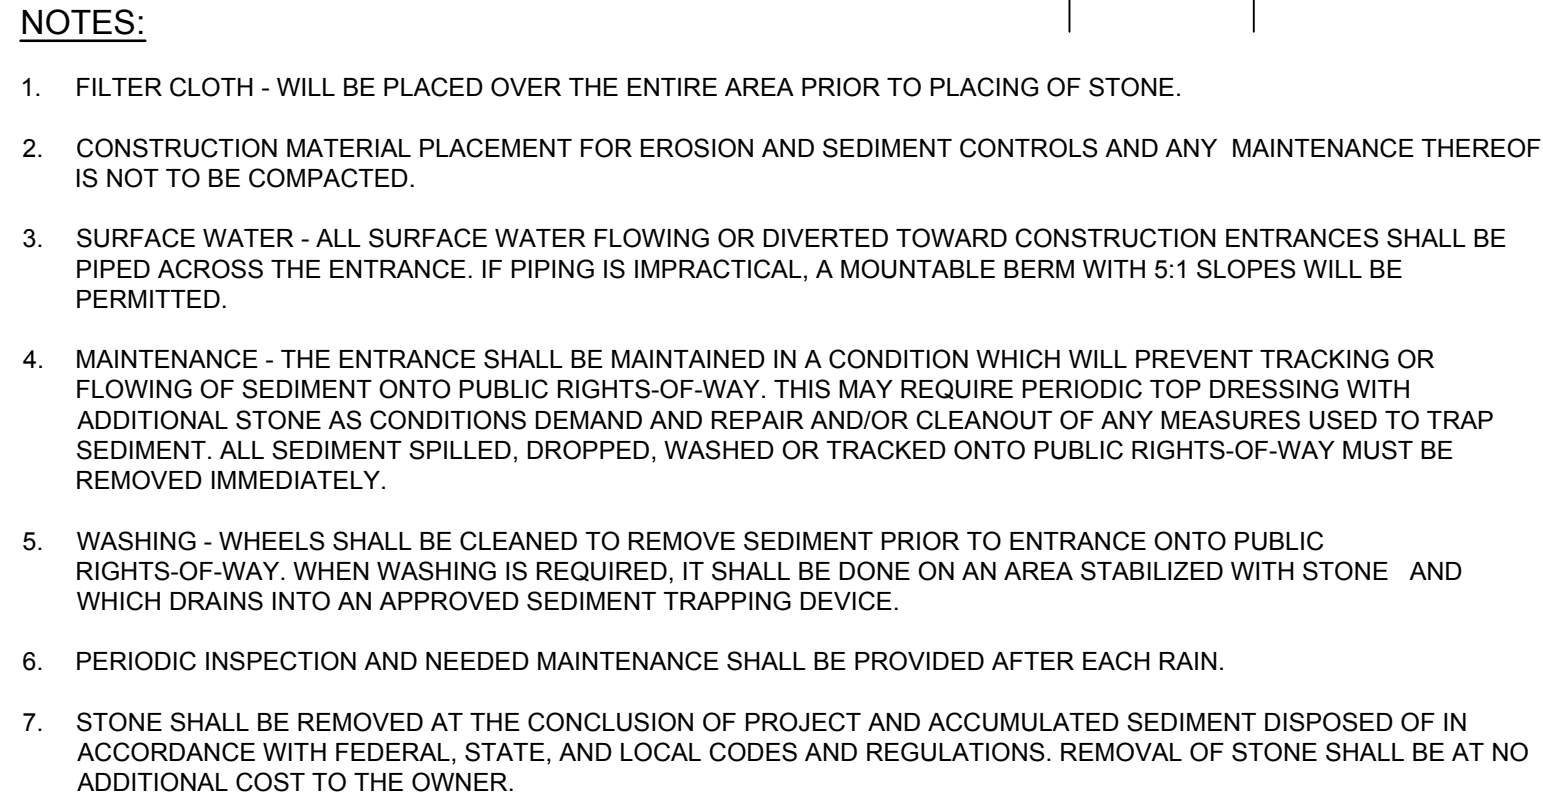 NOTES:
1. FILTER CLOTH - WILL BE PLACED OVER THE ENTIRE AREA PRIOR TO PLACING OF STONE.
2. CONSTRUCTION MATERIAL PLACEMENT FOR EROSION AND SEDIMENT CONTROLS AND ANY MAINTENANCE THEREOF
IS NOT TO BE COMPACTED.
3. SURFACE WATER - ALL SURFACE WATER FLOWING OR DIVERTED TOWARD CONSTRUCTION ENTRANCES SHALL BE
PIPED ACROSS THE ENTRANCE. IF PIPING IS IMPRACTICAL, A MOUNTABLE BERM WITH 5:1 SLOPES WILL BE
PERMITTED.
4. MAINTENANCE - THE ENTRANCE SHALL BE MAINTAINED IN A CONDITION WHICH WILL PREVENT TRACKING OR
FLOWING OF SEDIMENT ONTO PUBLIC RIGHTS-OF-WAY. THIS MAY REQUIRE PERIODIC TOP DRESSING WITH
ADDITIONAL STONE AS CONDITIONS DEMAND AND REPAIR AND/OR CLEANOUT OF ANY MEASURES USED TO TRAP
SEDIMENT. ALL SEDIMENT SPILLED, DROPPED, WASHED OR TRACKED ONTO PUBLIC RIGHTS-OF-WAY MUST BE
REMOVED IMMEDIATELY.
5. WASHING - WHEELS SHALL BE CLEANED TO REMOVE SEDIMENT PRIOR TO ENTRANCE ONTO PUBLIC
RIGHTS-OF-WAY. WHEN WASHING IS REQUIRED, IT SHALL BE DONE ON AN AREA STABILIZED WITH STONE AND
WHICH DRAINS INTO AN APPROVED SEDIMENT TRAPPING DEVICE.
6. PERIODIC INSPECTION AND NEEDED MAINTENANCE SHALL BE PROVIDED AFTER EACH RAIN.
7. STONE SHALL BE REMOVED AT THE CONCLUSION OF PROJECT AND ACCUMULATED SEDIMENT DISPOSED OF IN
ACCORDANCE WITH FEDERAL, STATE, AND LOCAL CODES AND REGULATIONS. REMOVAL OF STONE SHALL BE AT NO
ADDITIONAL COST TO THE OWNER.